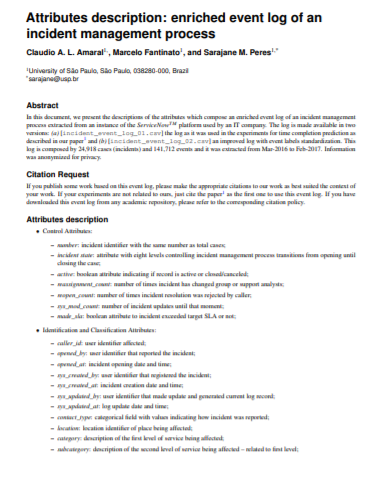 Attributes description: enriched event log of an
incident management process
Claudio A. L. Amaral¹, Marcelo Fantinato¹, and Sarajane M. Peres¹,*
¹University of São Paulo, São Paulo, 038280-000, Brazil
*sarajane@usp.br
Abstract
In this document, we present the descriptions of the attributes which compose an enriched event log of an incident management
process extracted from an instance of the ServiceNow™ platform used by an IT company. The log is made available in two
versions: (a) [incident_event_log_01.csv] the log as it was used in the experiments for time completion prediction as
described in our paper¹ and (b) [incident_event_log_02.csv] an improved log with event labels standardization. This
log is composed by 24,918 cases (incidents) and 141,712 events and it was extracted from Mar-2016 to Feb-2017. Information
was anonymized for privacy.
Citation Request
If you publish some work based on this event log, please make the appropriate citations to our work as best suited the context of
your work. If your experiments are not related to ours, just cite the paper¹ as the first one to use this event log. If you have
downloaded this event log from any academic repository, please refer to the corresponding citation policy.
Attributes description
• Control Attributes:
– number: incident identifier with the same number as total cases;
– incident state: attribute with eight levels controlling incident management process transitions from opening until
closing the case;
– active: boolean attribute indicating if record is active or closed/canceled;
– reassignment_count: number of times incident has changed group or support analysts;
– reopen_count: number of times incident resolution was rejected by caller;
– sys_mod_count: number of incident updates until that moment;
– made_sla: boolean attribute to incident exceeded target SLA or not;
• Identification and Classification Attributes:
– caller_id: user identifier affected;
– opened_by: user identifier that reported the incident;
– opened_at: incident opening date and time;
– sys_created_by: user identifier that registered the incident;
– sys_created_at: incident creation date and time;
– sys_updated_by: user identifier that made update and generated current log record;
– sys_updated_at: log update date and time;
– contact_type: categorical field with values indicating how incident was reported;
– location: location identifier of place being affected;
– category: description of the first level of service being affected;
– subcategory: description of the second level of service being affected – related to first level;